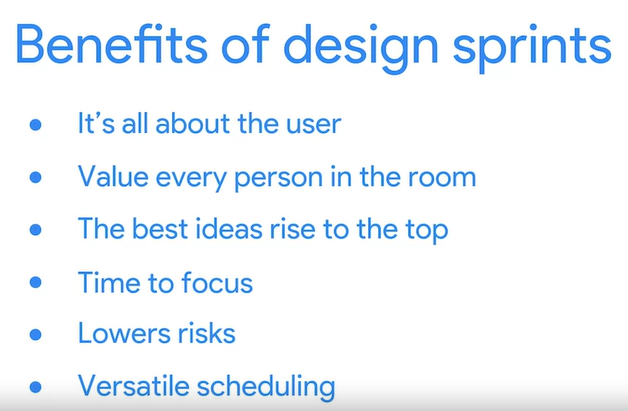 Benefits of design sprints
• It’s all about the user
• Value every person in the room
• The best ideas rise to the top
• Time to focus
• Lowers risks
• Versatile scheduling